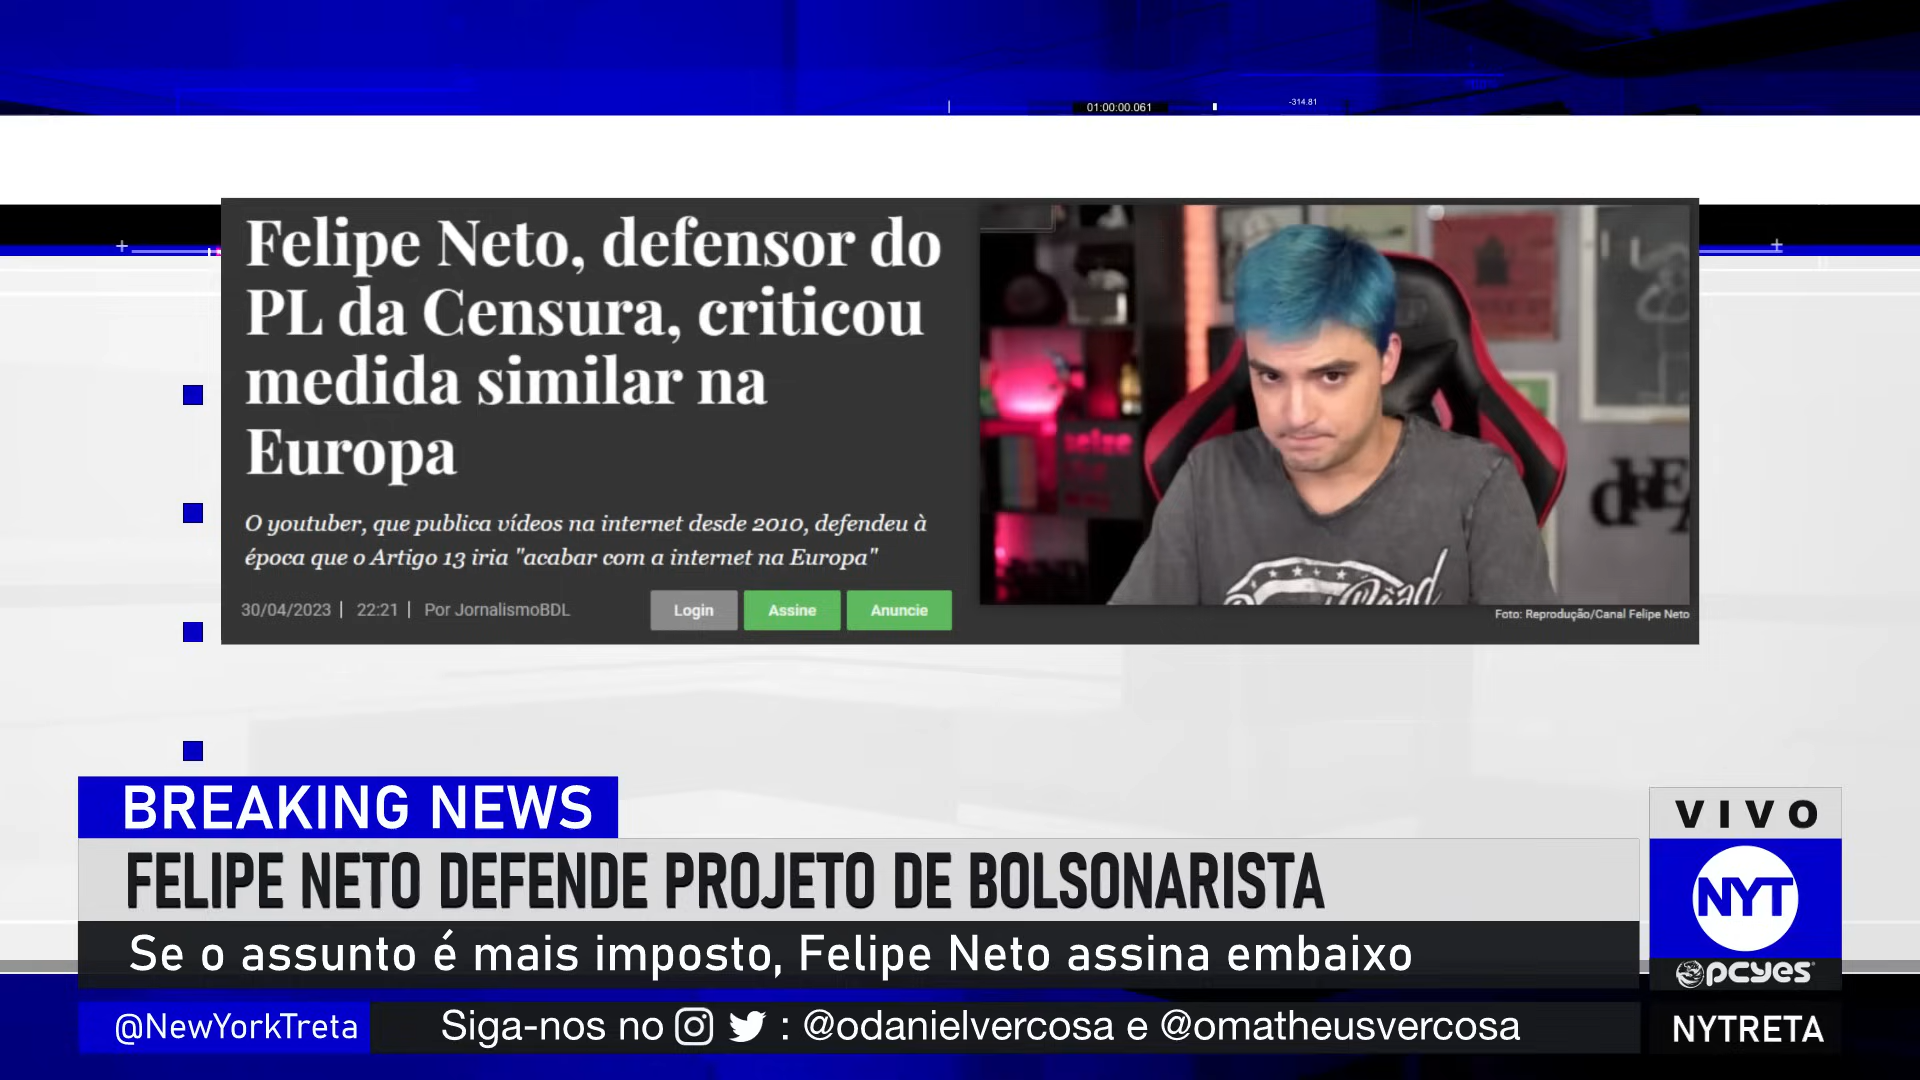 01:00:00.061
-314.81
Felipe Neto, defensor do
PL da Censura, criticou
medida similar na
Europa
O youtuber, que publica vídeos na internet desde 2010, defendeu à
época que o Artigo 13 iria "acabar com a internet na Europa"
30/04/2023 | 22:21 | Por JornalismoBDL
Login
Assine
Anuncie
Foto: Reprodução/Canal Felipe Neto
BREAKING NEWS
FELIPE NETO DEFENDE PROJETO DE BOLSONARISTA
Se o assunto é mais imposto, Felipe Neto assina embaixo
@NewYorkTreta
Siga-nos no : @odanielvercosa e @omatheusvercosa
VIVO
NYT
pcyes
NYTRETA